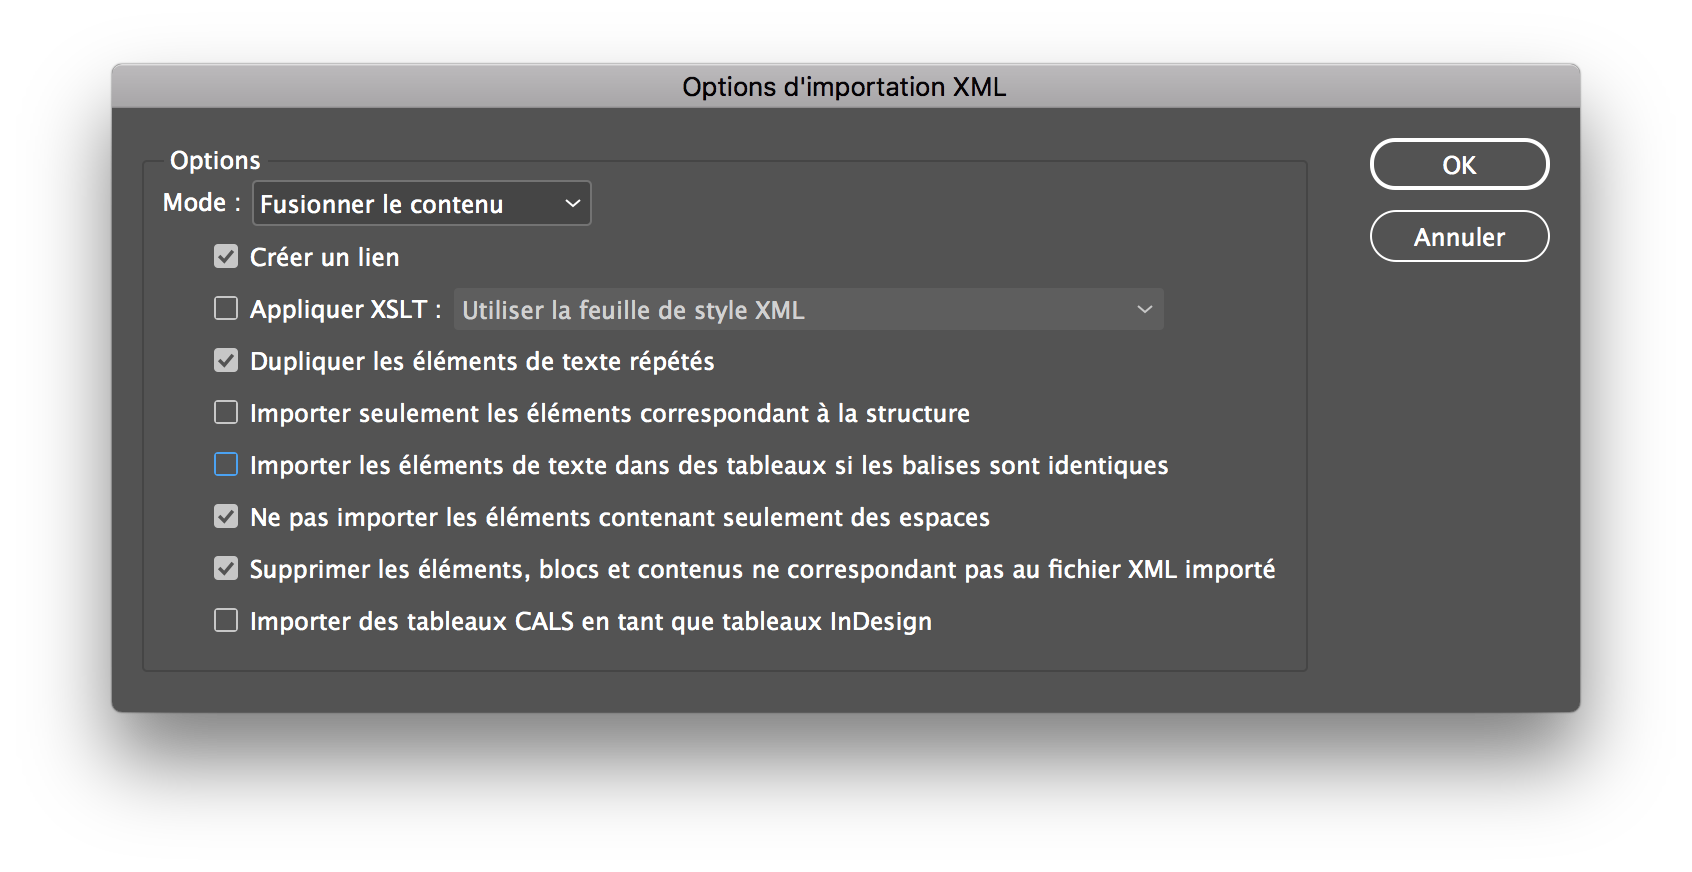 Options d'importation XML
Options
Mode : Fusionner le contenu
Créer un lien
Appliquer XSLT : Utiliser la feuille de style XML
Dupliquer les éléments de texte répétés
Importer seulement les éléments correspondant à la structure
Importer les éléments de texte dans des tableaux si les balises sont identiques
Ne pas importer les éléments contenant seulement des espaces
Supprimer les éléments, blocs et contenus ne correspondant pas au fichier XML importé
Importer des tableaux CALS en tant que tableaux InDesign
OK
Annuler